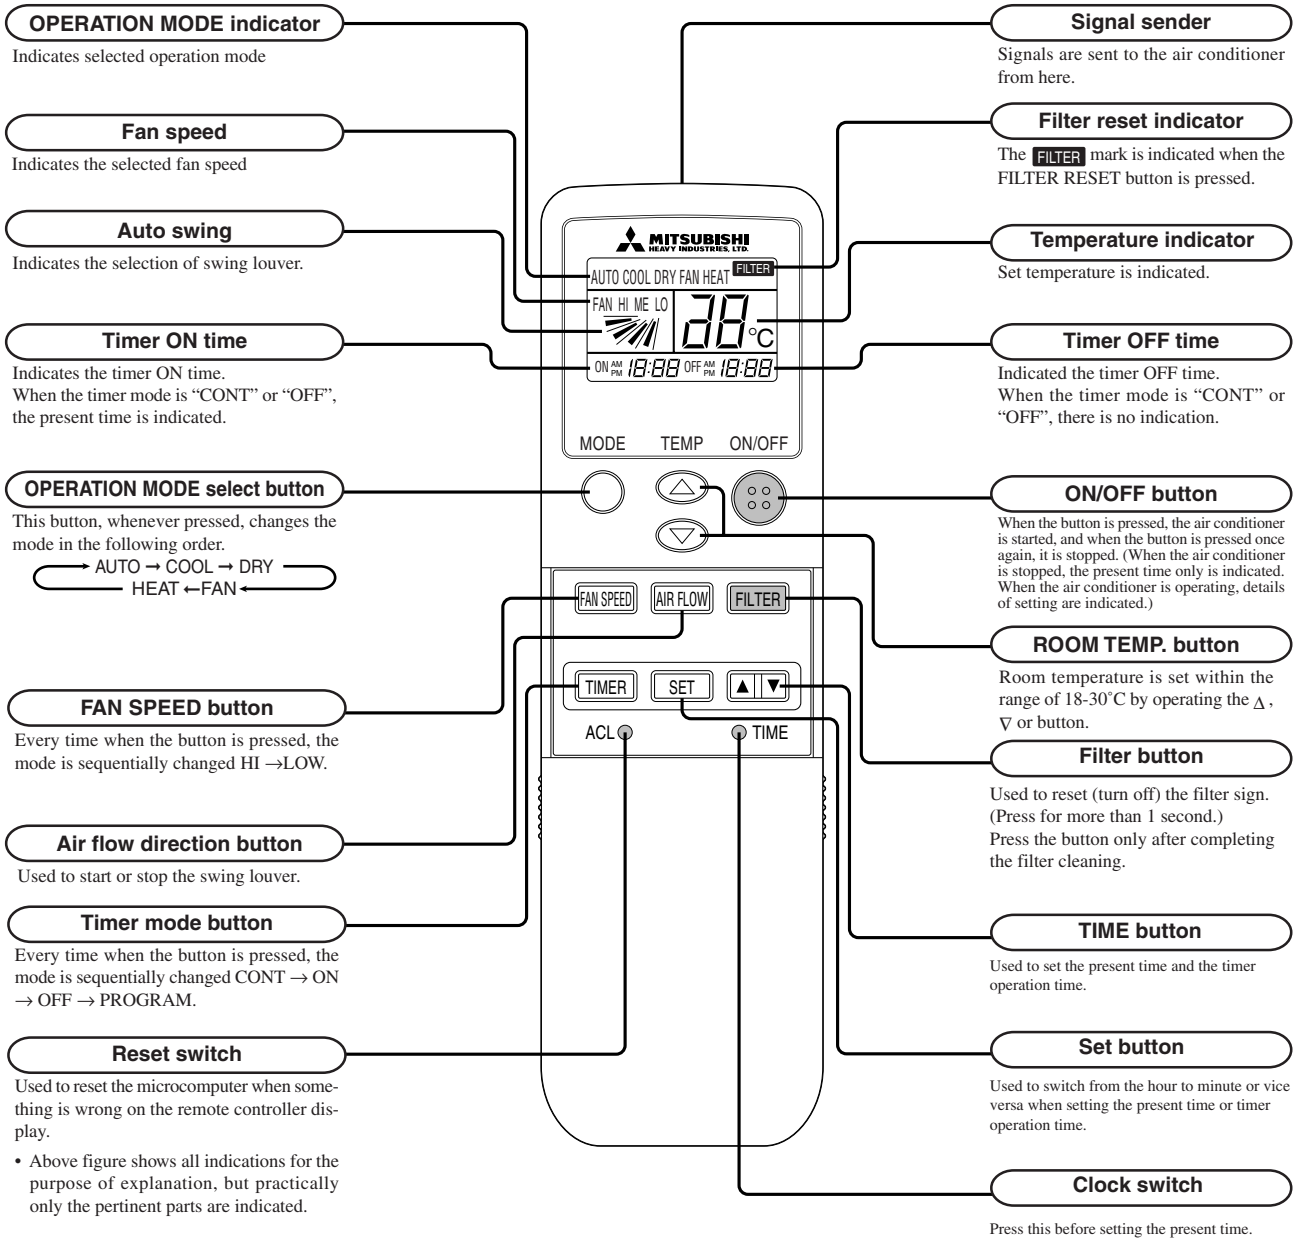 OPERATION MODE indicator
Indicates selected operation mode
Fan speed
Indicates the selected fan speed
Auto swing
Indicates the selection of swing louver.
Timer ON time
Indicates the timer ON time.
When the timer mode is “CONT” or “OFF”,
the present time is indicated.
OPERATION MODE select button
This button, whenever pressed, changes the
mode in the following order.
AUTO → COOL → DRY
HEAT ←FAN
FAN SPEED button
Every time when the button is pressed, the
mode is sequentially changed HI →LOW.
Air flow direction button
Used to start or stop the swing louver.
Timer mode button
Every time when the button is pressed, the
mode is sequentially changed CONT → ON
→ OFF → PROGRAM.
Reset switch
Used to reset the microcomputer when some-
thing is wrong on the remote controller dis-
play.
• Above figure shows all indications for the
purpose of explanation, but practically
only the pertinent parts are indicated.
MITSUBISHI
HEAVY INDUSTRIES, LTD.
AUTO COOL DRY FAN HEAT FILTER
FAN HI ME LO
°C
ON AM PM 18:88 OFF AM PM 18:88
MODE TEMP ON/OFF
FAN SPEED AIR FLOW FILTER
TIMER SET ▲ ▼
ACL TIME
Signal sender
Signals are sent to the air conditioner
from here.
Filter reset indicator
The FILTER mark is indicated when the
FILTER RESET button is pressed.
Temperature indicator
Set temperature is indicated.
Timer OFF time
Indicated the timer OFF time.
When the timer mode is “CONT” or
“OFF”, there is no indication.
ON/OFF button
When the button is pressed, the air conditioner
is started, and when the button is pressed once
again, it is stopped. (When the air conditioner
is stopped, the present time only is indicated.
When the air conditioner is operating, details
of setting are indicated.)
ROOM TEMP. button
Room temperature is set within the
range of 18-30˚C by operating the △ ,
▽ or button.
Filter button
Used to reset (turn off) the filter sign.
(Press for more than 1 second.)
Press the button only after completing
the filter cleaning.
TIME button
Used to set the present time and the timer
operation time.
Set button
Used to switch from the hour to minute or vice
versa when setting the present time or timer
operation time.
Clock switch
Press this before setting the present time.